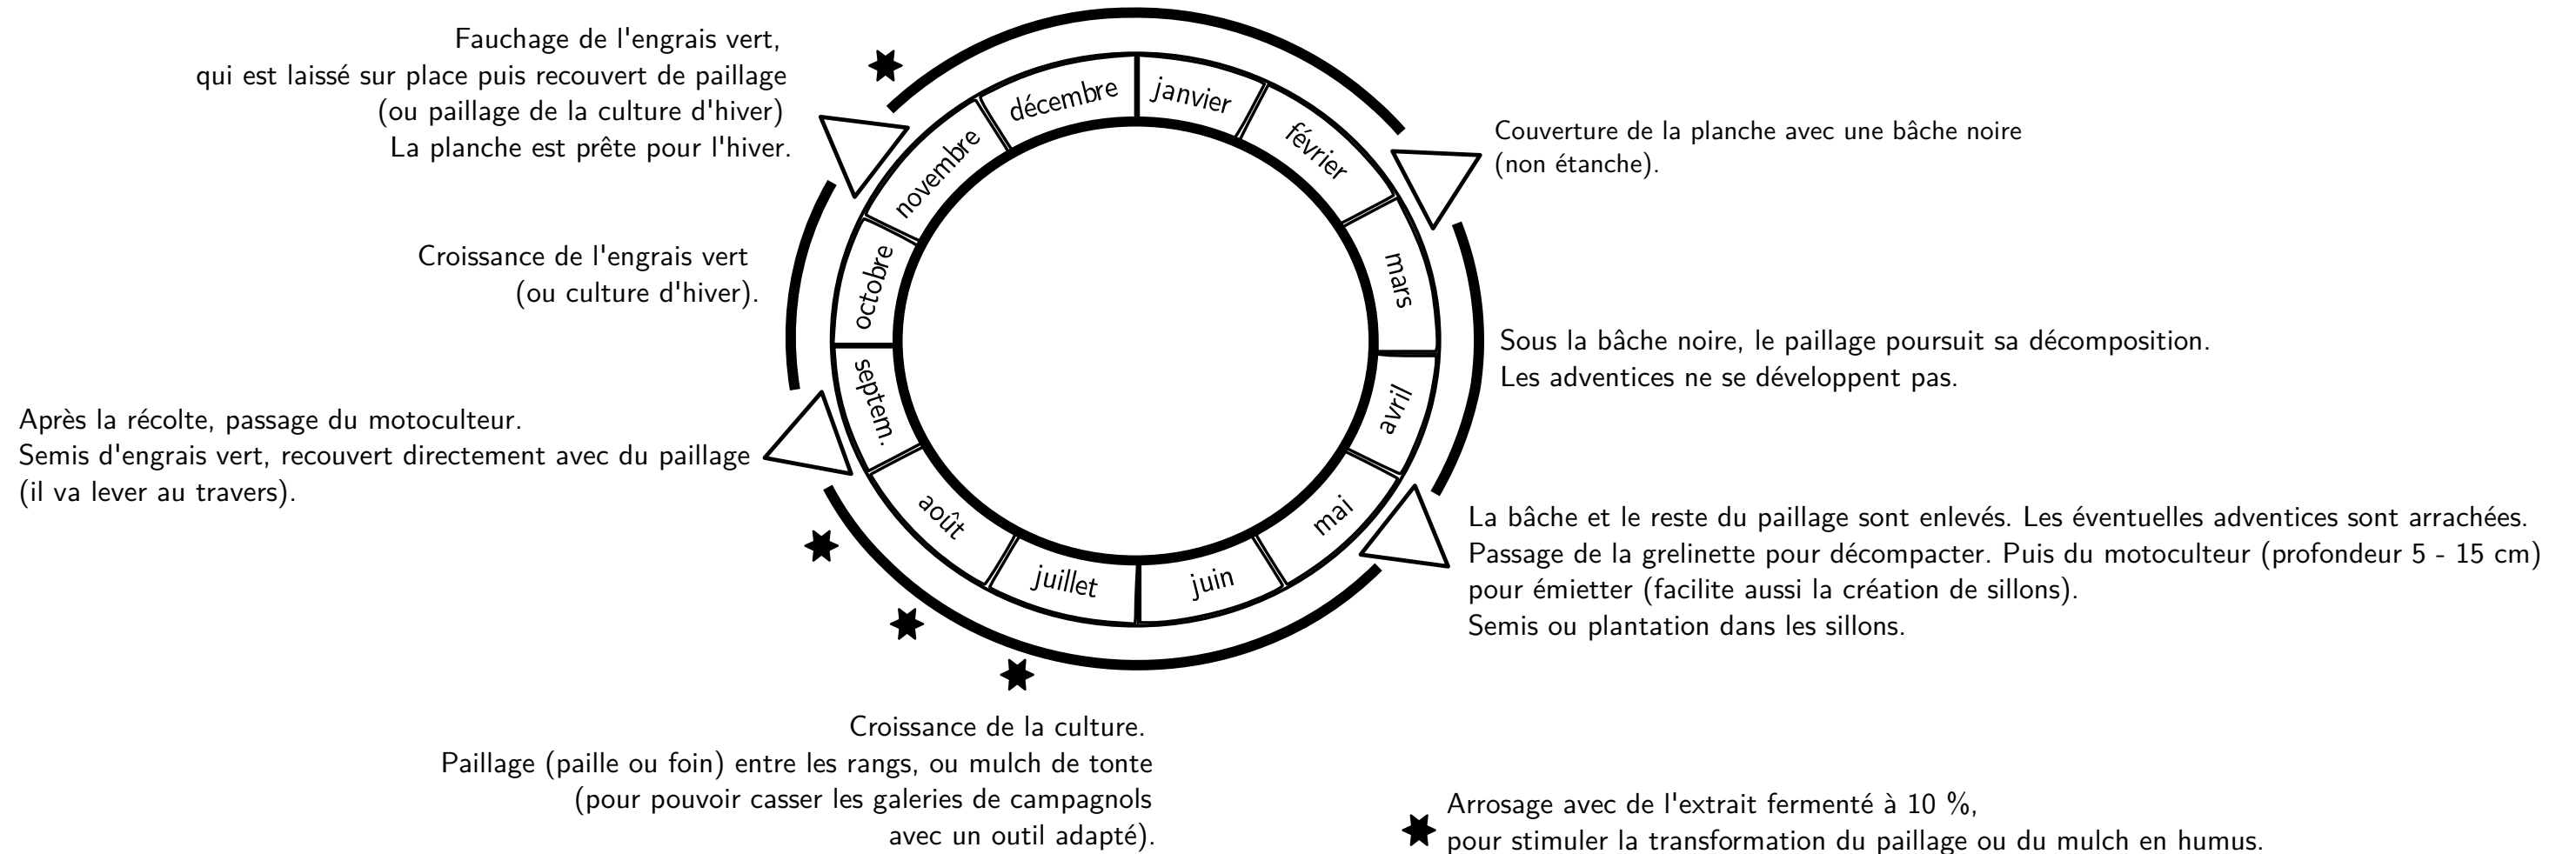 Fauchage de l'engrais vert,
qui est laissé sur place puis recouvert de paillage
(ou paillage de la culture d'hiver)
La planche est prête pour l'hiver.
Croissance de l'engrais vert
(ou culture d'hiver).
Après la récolte, passage du motoculteur.
Semis d'engrais vert, recouvert directement avec du paillage
(il va lever au travers).
janvier
février
mars
avril
mai
juin
juillet
août
septem.
octobre
novembre
décembre
Couverture de la planche avec une bâche noire
(non étanche).
Sous la bâche noire, le paillage poursuit sa décomposition.
Les adventices ne se développent pas.
La bâche et le reste du paillage sont enlevés. Les éventuelles adventices sont arrachées.
Passage de la grelinette pour décompacter. Puis du motoculteur (profondeur 5 - 15 cm)
pour émietter (facilite aussi la création de sillons).
Semis ou plantation dans les sillons.
Croissance de la culture.
Paillage (paille ou foin) entre les rangs, ou mulch de tonte
(pour pouvoir casser les galeries de campagnols
avec un outil adapté).
Arrosage avec de l'extrait fermenté à 10 %,
pour stimuler la transformation du paillage ou du mulch en humus.